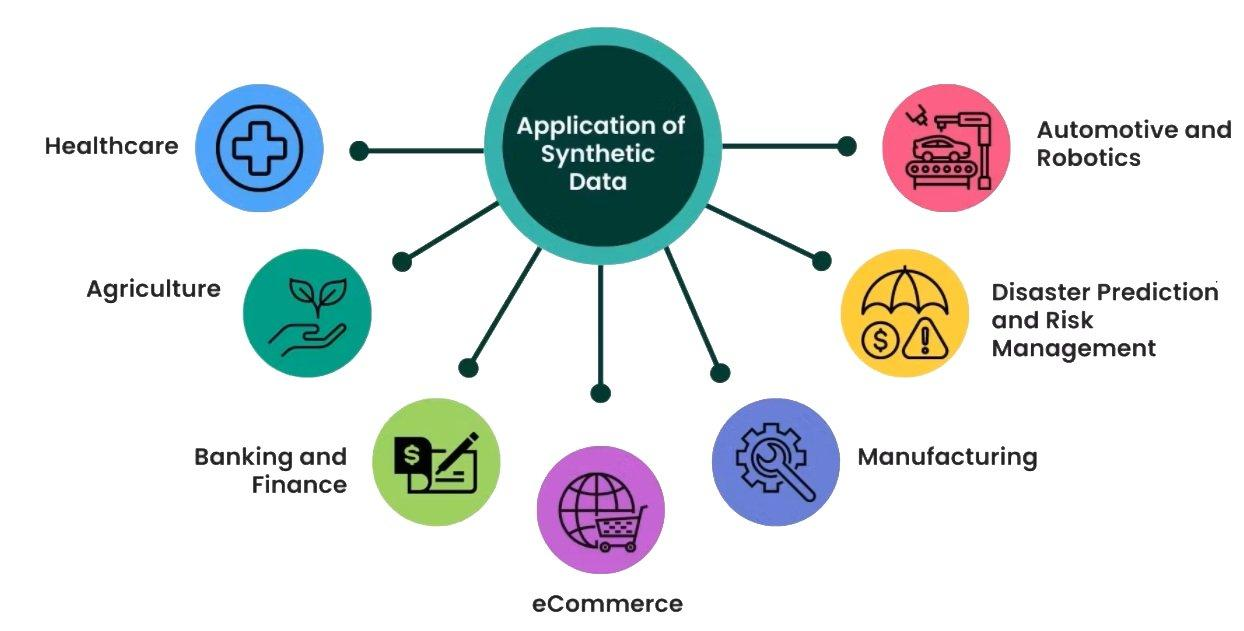 Application of
Synthetic
Data
Healthcare
Agriculture
Banking and
Finance
$
eCommerce
Manufacturing
Disaster Prediction
and Risk
Management
$
!
Automotive and
Robotics